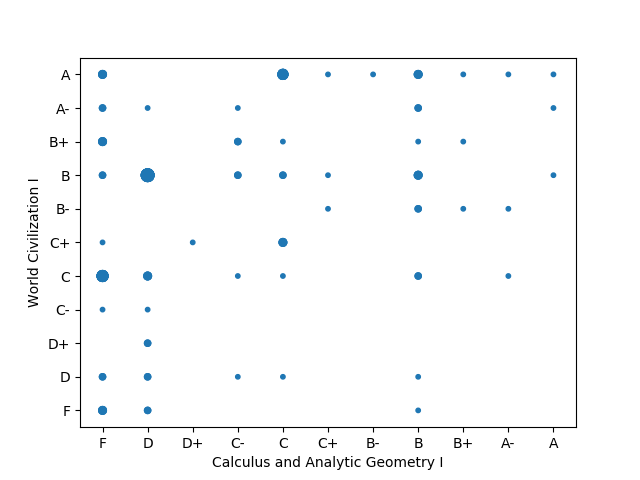 World Civilization I
A
A-
B+
B
B-
C+
C
C-
D+
D
F
F D D+ C- C C+ B- B B+ A- A
Calculus and Analytic Geometry I